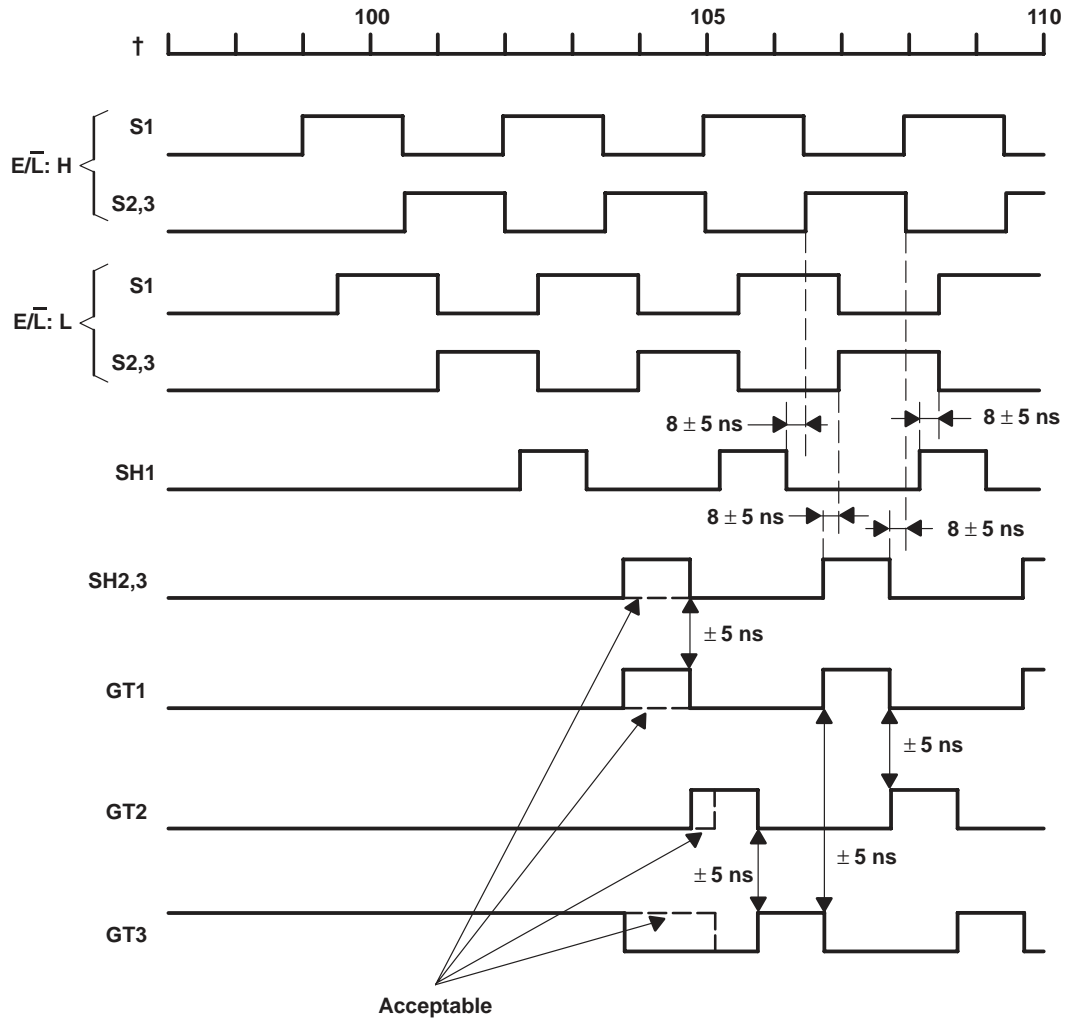 100 105 110
†
S1
E/L̅: H
S2,3
S1
E/L̅: L
S2,3
8 ± 5 ns 8 ± 5 ns
SH1
8 ± 5 ns 8 ± 5 ns
SH2,3
± 5 ns
GT1
± 5 ns
GT2
± 5 ns ± 5 ns
GT3
Acceptable